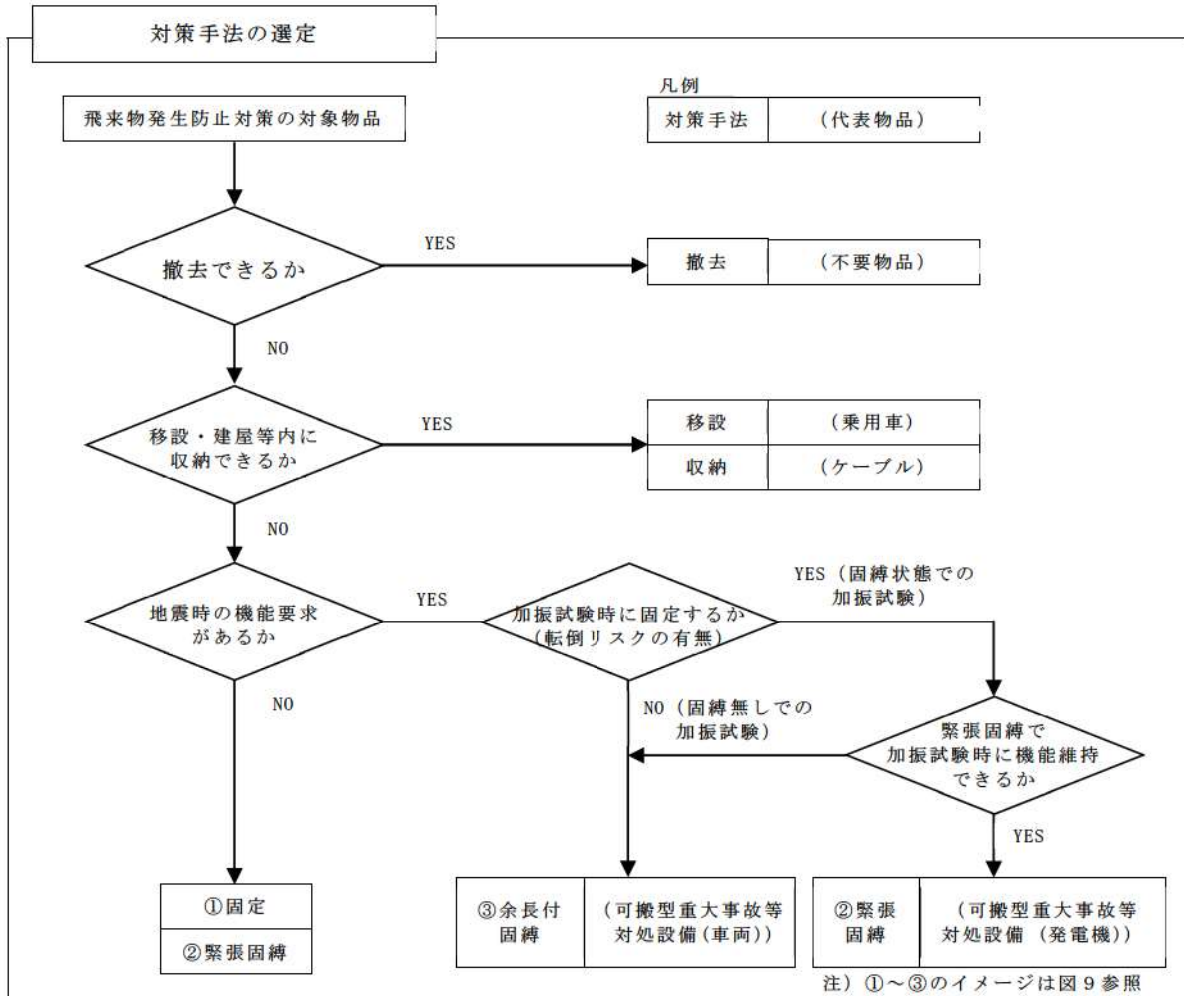 対策手法の選定
飛来物発生防止対策の対象物品
凡例
対策手法
(代表物品)
撤去できるか
YES
撤去
(不要物品)
NO
移設・建屋等内に
収納できるか
YES
移設
(乗用車)
収納
(ケーブル)
NO
地震時の機能要求
があるか
YES
加振試験時に固定するか
(転倒リスクの有無)
YES(固縛状態での
加振試験)
NO
NO(固縛無しでの
加振試験)
緊張固縛で
加振試験時に機能維持
できるか
YES
①固定
②緊張固縛
③余長付
固縛
(可搬型重大事故等
対処設備(車両))
②緊張
固縛
(可搬型重大事故等
対処設備(発電機))
注)①~③のイメージは図9参照